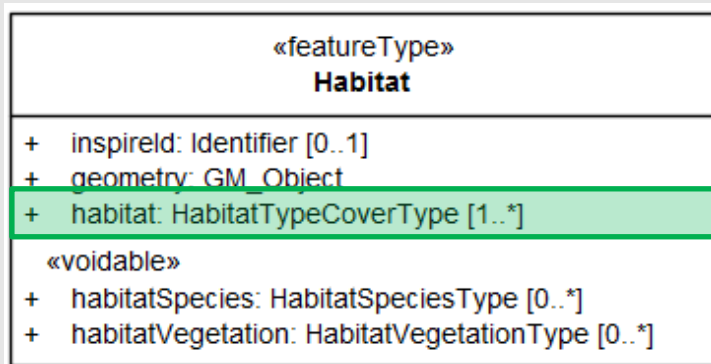 «featureType»
Habitat
+ inspireId: Identifier [0..1]
+ geometry: GM_Object
+ habitat: HabitatTypeCoverType [1..*]
«voidable»
+ habitatSpecies: HabitatSpeciesType [0..*]
+ habitatVegetation: HabitatVegetationType [0..*]